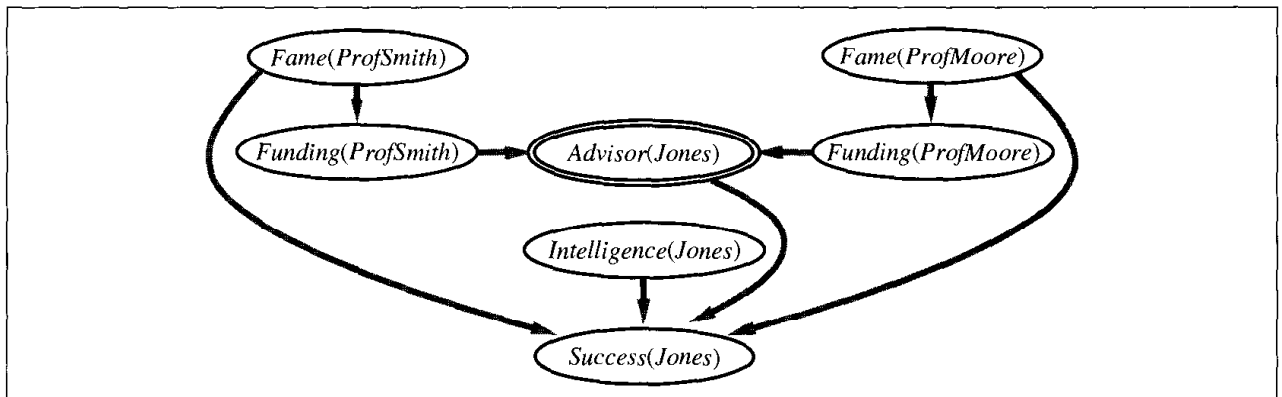 Fame(ProfSmith)
Fame(ProfMoore)
Funding(ProfSmith)
Advisor(Jones)
Funding(ProfMoore)
Intelligence(Jones)
Success(Jones)